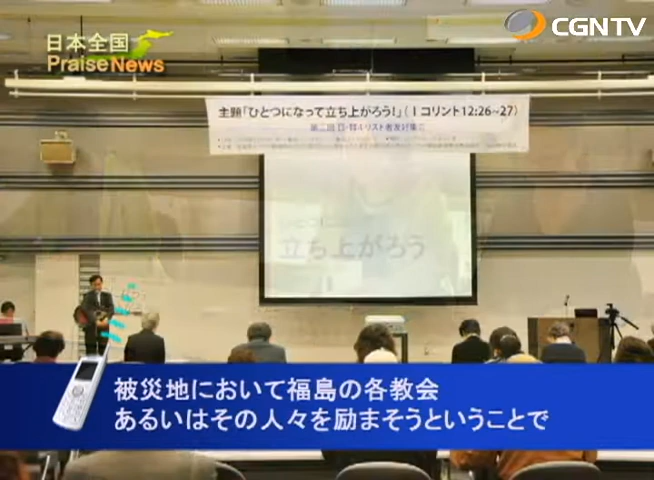 日本全国
Praise News
CGNTV
主題「ひとつになって立ち上がろう!」(Iコリント12:26~27)
立ち上がろう
被災地において福島の各教会
あるいはその人々を励まそうということで